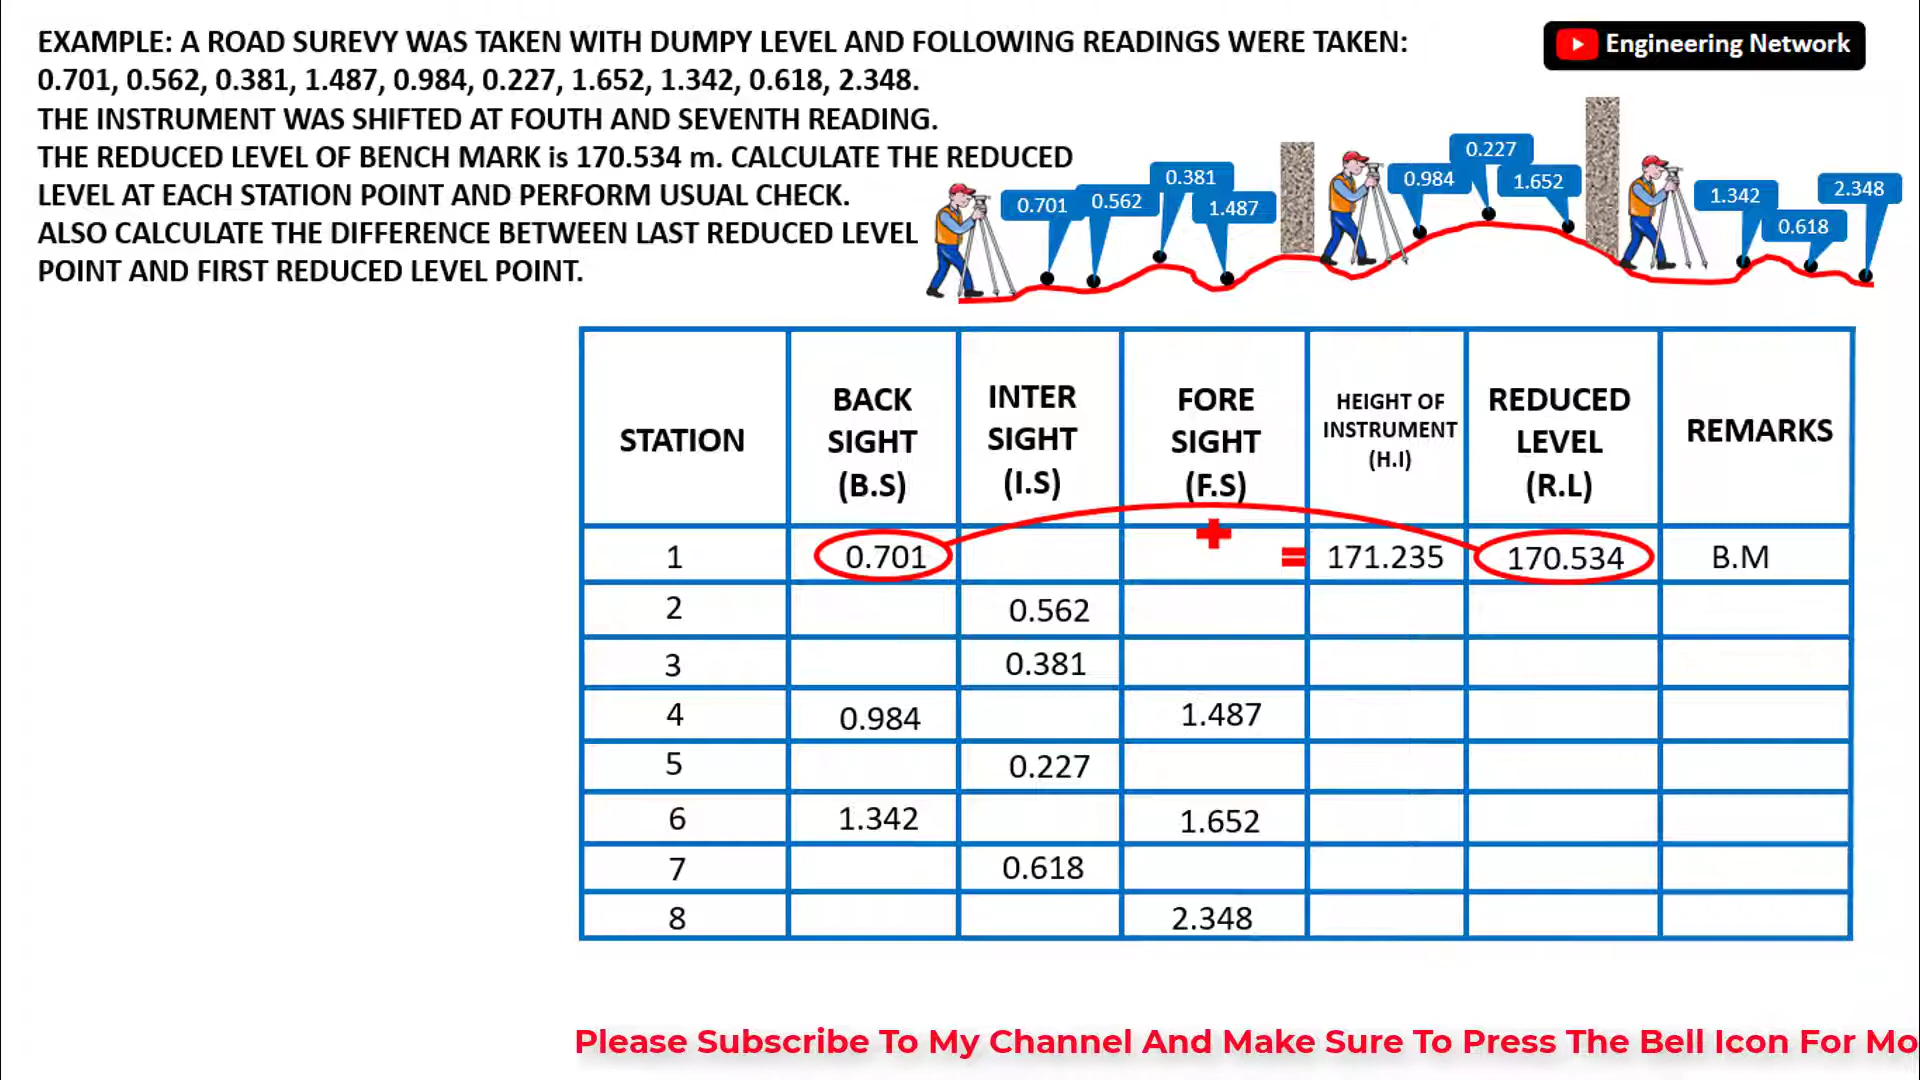 EXAMPLE: A ROAD SUREVY WAS TAKEN WITH DUMPY LEVEL AND FOLLOWING READINGS WERE TAKEN:
0.701, 0.562, 0.381, 1.487, 0.984, 0.227, 1.652, 1.342, 0.618, 2.348.
THE INSTRUMENT WAS SHIFTED AT FOUTH AND SEVENTH READING.
THE REDUCED LEVEL OF BENCH MARK is 170.534 m. CALCULATE THE REDUCED
LEVEL AT EACH STATION POINT AND PERFORM USUAL CHECK.
ALSO CALCULATE THE DIFFERENCE BETWEEN LAST REDUCED LEVEL
POINT AND FIRST REDUCED LEVEL POINT.
Engineering Network
0.701 0.562 0.381 1.487 0.984 0.227 1.652 1.342 0.618 2.348
STATION
BACK
SIGHT
(B.S)
INTER
SIGHT
(I.S)
FORE
SIGHT
(F.S)
HEIGHT OF
INSTRUMENT
(H.I)
REDUCED
LEVEL
(R.L)
REMARKS
1 0.701 + = 171.235 170.534 B.M
2 0.562
3 0.381
4 0.984 1.487
5 0.227
6 1.342 1.652
7 0.618
8 2.348
Please Subscribe To My Channel And Make Sure To Press The Bell Icon For Mo